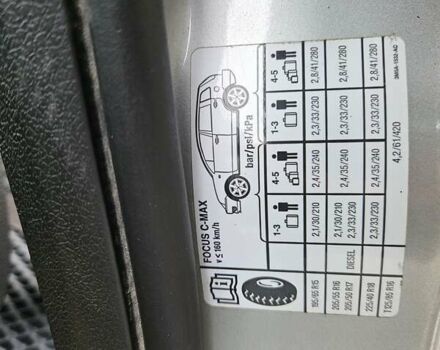 FOCUS C-MAX
v ≤ 160 km/h
bar/psi/kPa
1-3 4-5 1-3 4-5
195/65 R15 2,1/30/210 2,4/35/240 2,3/33/230 2,8/41/280
205/55 R16 2,1/30/210 2,4/35/240 2,3/33/230 2,8/41/280
205/50 R17 DIESEL 2,3/33/230
225/40 R18 2,3/33/230 2,4/35/240 2,3/33/230 2,8/41/280
T125/85 R16 4,2/61/420